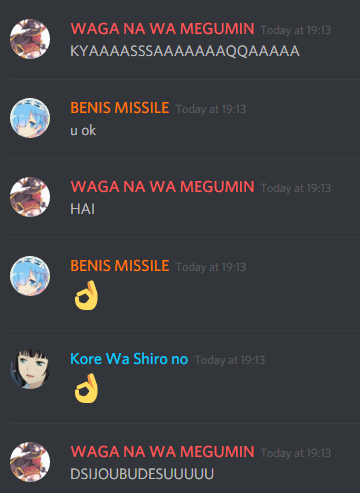 WAGA NA WA MEGUMIN Today at 19:13
KYAAAASSSAAAAAAAQQAAAAA
BENIS MISSILE Today at 19:13
u ok
WAGA NA WA MEGUMIN Today at 19:13
HAI
BENIS MISSILE Today at 19:13
👌
Kore Wa Shiro no Today at 19:13
👌
WAGA NA WA MEGUMIN Today at 19:13
DSIJOUBUDESUUUUU